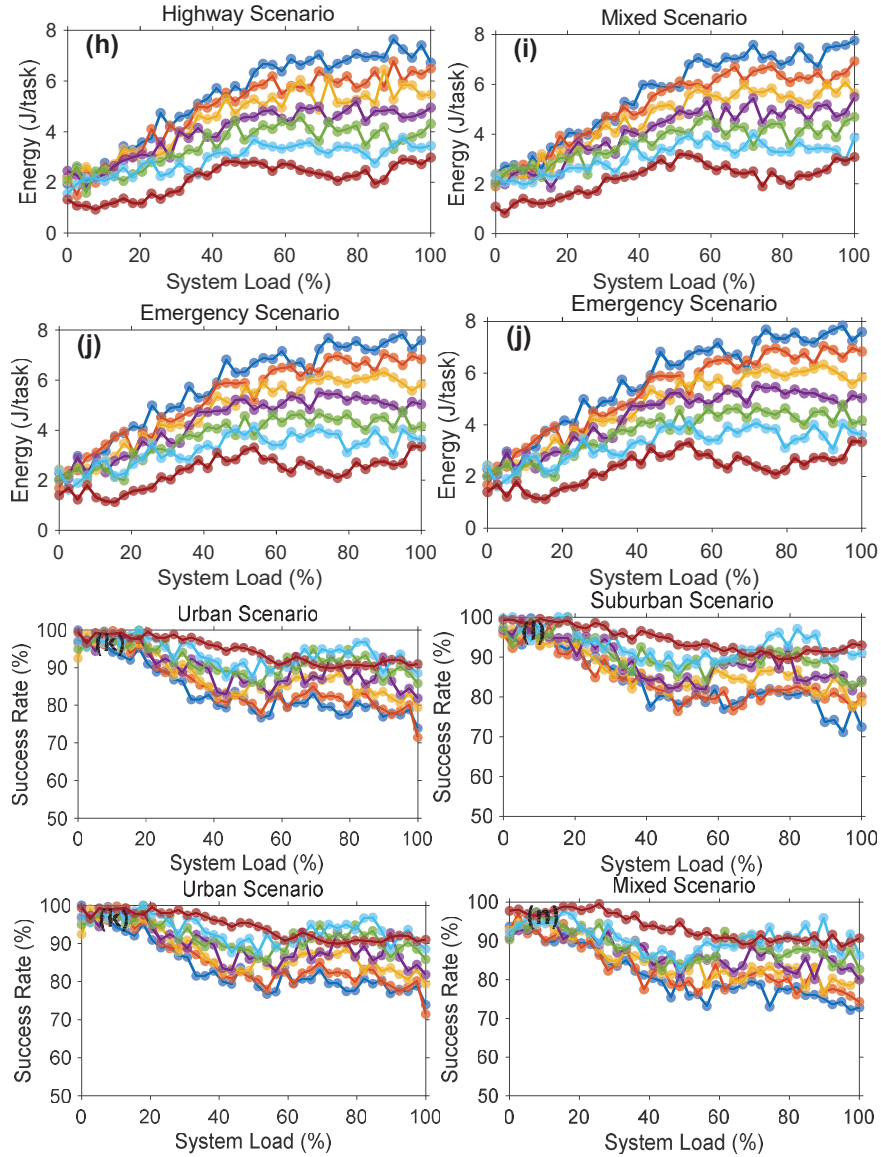 Highway Scenario
(h)
Energy (J/task)
8
6
4
2
0
0 20 40 60 80 100
System Load (%)
Mixed Scenario
(i)
Energy (J/task)
8
6
4
2
0
0 20 40 60 80 100
System Load (%)
Emergency Scenario
(j)
Energy (J/task)
8
6
4
2
0
0 20 40 60 80 100
System Load (%)
Emergency Scenario
(j)
Energy (J/task)
8
6
4
2
0
0 20 40 60 80 100
System Load (%)
Urban Scenario
(k)
Success Rate (%)
100
90
80
70
60
50
0 20 40 60 80 100
System Load (%)
Suburban Scenario
(l)
Success Rate (%)
100
90
80
70
60
50
0 20 40 60 80 100
System Load (%)
Urban Scenario
(k)
Success Rate (%)
100
90
80
70
60
50
0 20 40 60 80 100
System Load (%)
Mixed Scenario
(n)
Success Rate (%)
100
90
80
70
60
50
0 20 40 60 80 100
System Load (%)